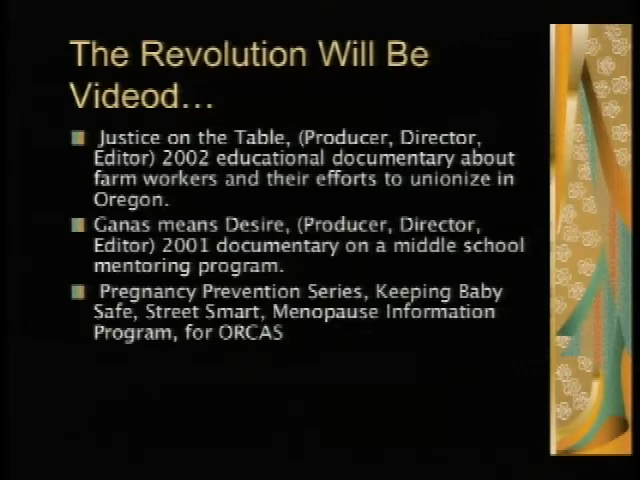 The Revolution Will Be
Videod...
Justice on the Table, (Producer, Director,
Editor) 2002 educational documentary about
farm workers and their efforts to unionize in
Oregon.
Ganas means Desire, (Producer, Director,
Editor) 2001 documentary on a middle school
mentoring program.
Pregnancy Prevention Series, Keeping Baby
Safe, Street Smart, Menopause Information
Program, for ORCAS